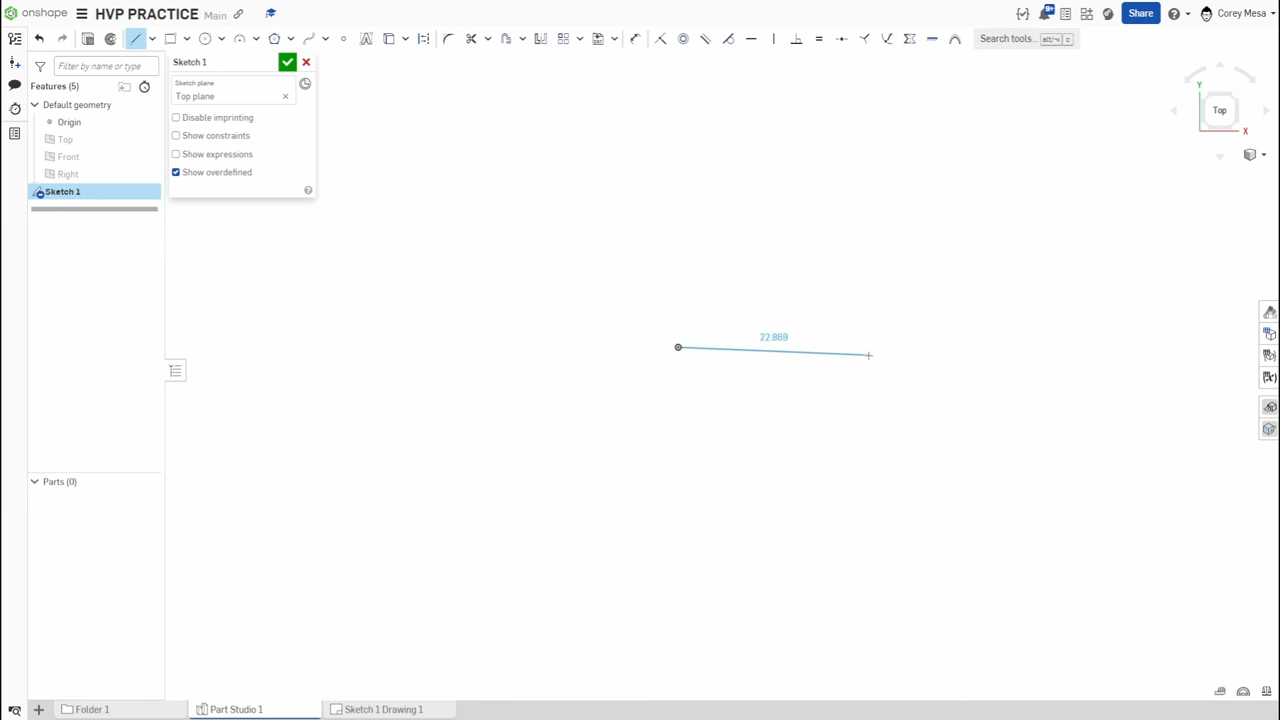 onshape HVP PRACTICE Main 9+ Share Corey Mesa
Search tools... alt/⌥ c
Filter by name or type
Features (5)
Default geometry
Origin
Top
Front
Right
Sketch 1
Parts (0)
Sketch 1
Sketch plane
Top plane
Disable imprinting
Show constraints
Show expressions
Show overdefined
22.869
Y
Top
X
Folder 1
Part Studio 1
Sketch 1 Drawing 1